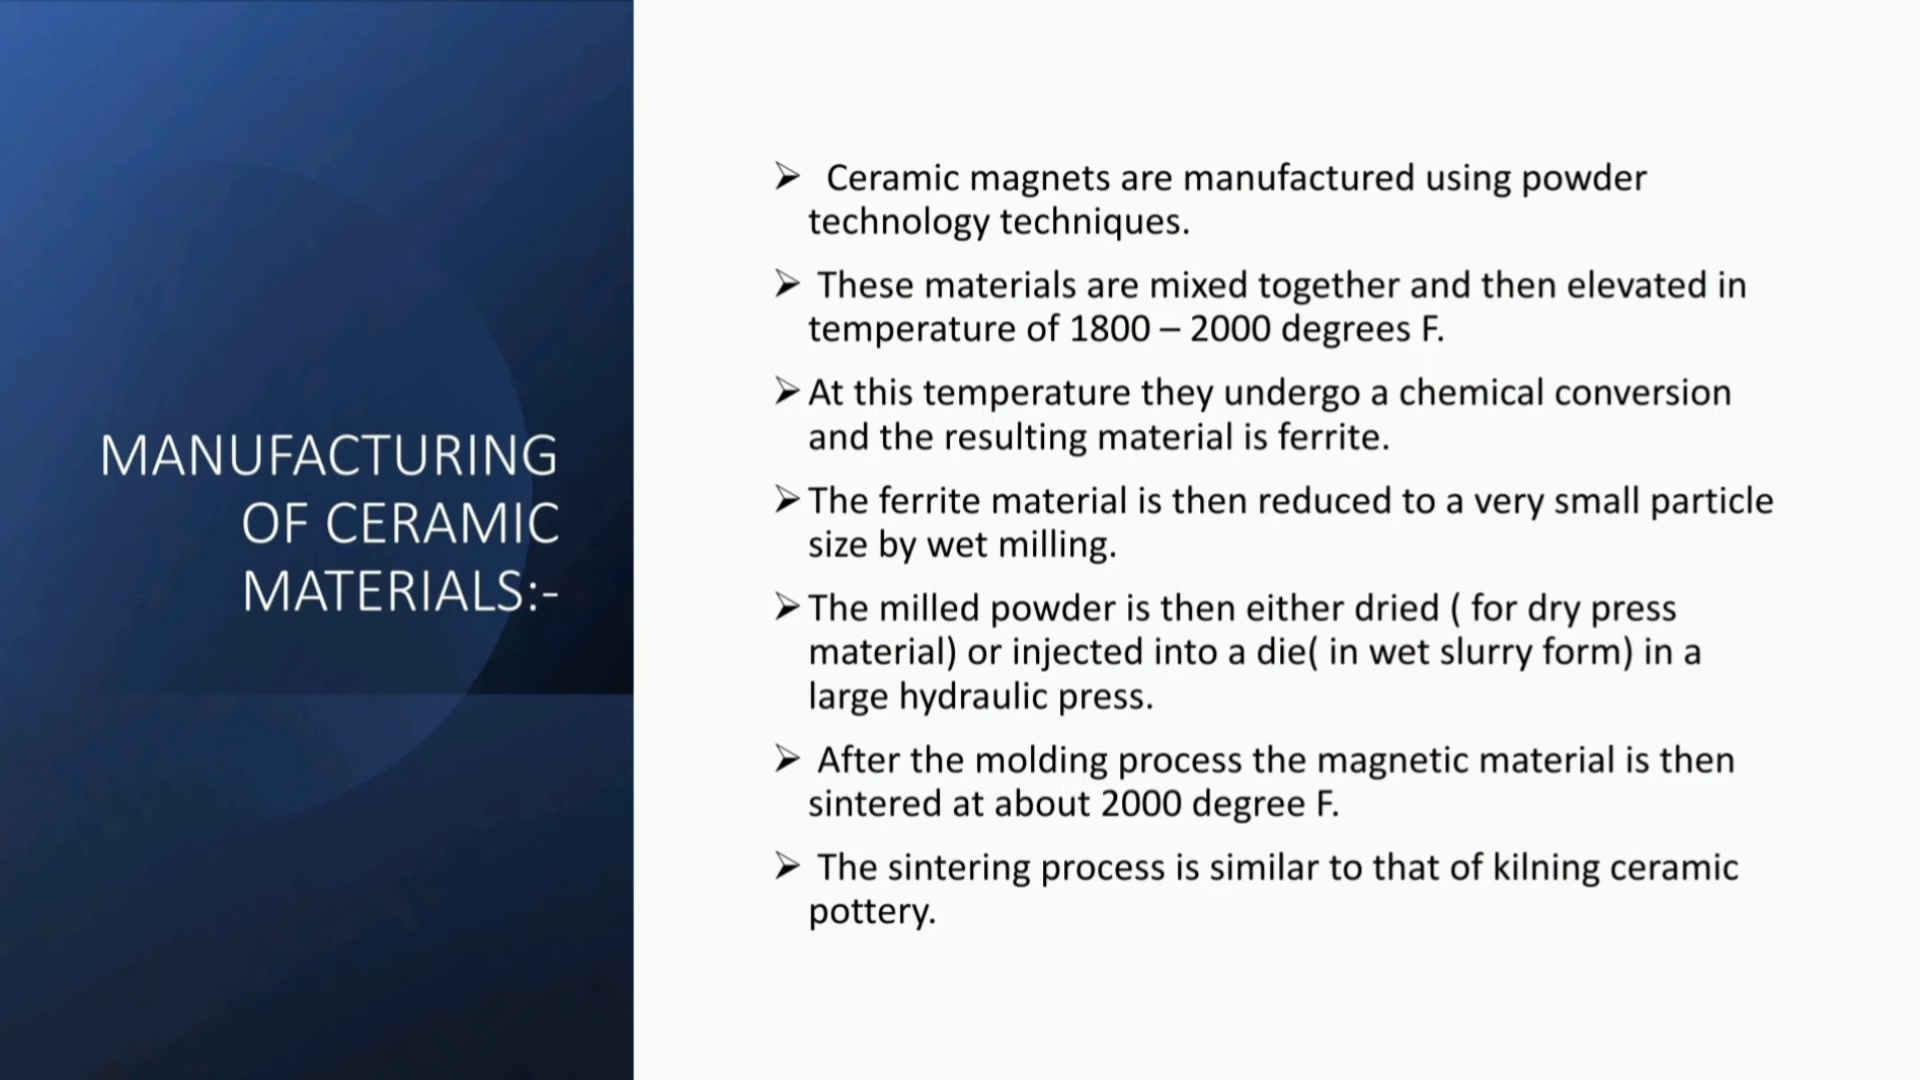 MANUFACTURING
OF CERAMIC
MATERIALS:-
➢ Ceramic magnets are manufactured using powder
technology techniques.
➢ These materials are mixed together and then elevated in
temperature of 1800 – 2000 degrees F.
➢ At this temperature they undergo a chemical conversion
and the resulting material is ferrite.
➢ The ferrite material is then reduced to a very small particle
size by wet milling.
➢ The milled powder is then either dried ( for dry press
material) or injected into a die( in wet slurry form) in a
large hydraulic press.
➢ After the molding process the magnetic material is then
sintered at about 2000 degree F.
➢ The sintering process is similar to that of kilning ceramic
pottery.